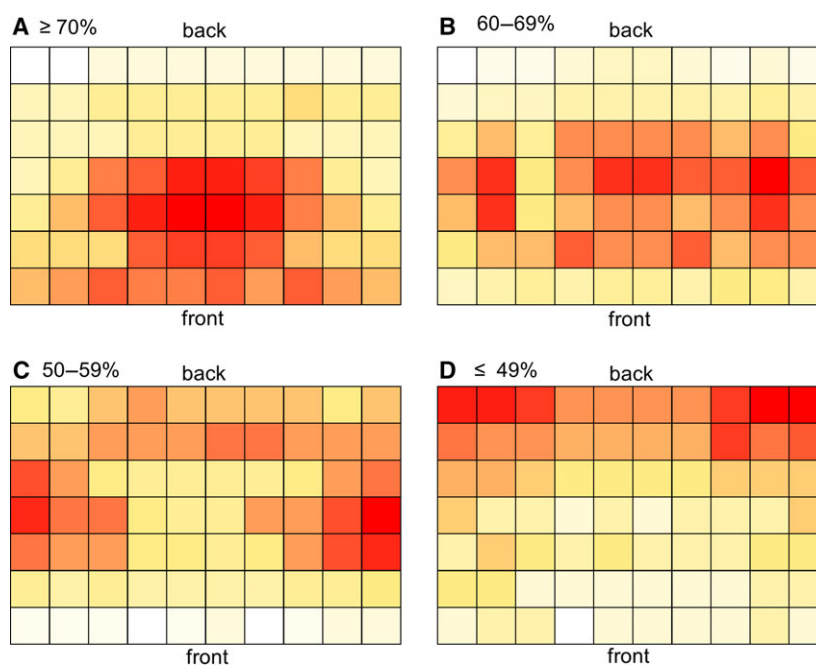 A ≥ 70%
back
front
B 60–69%
back
front
C 50–59%
back
front
D ≤ 49%
back
front